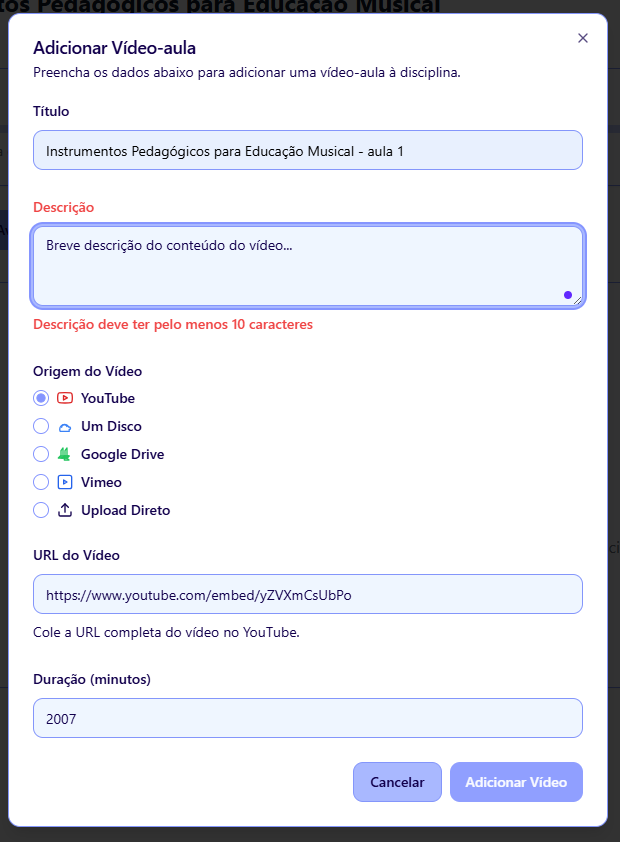 tos Pedagógicos para Educação Musical
Adicionar Vídeo-aula
Preencha os dados abaixo para adicionar uma vídeo-aula à disciplina.
Título
Instrumentos Pedagógicos para Educação Musical - aula 1
Descrição
Breve descrição do conteúdo do vídeo...
Descrição deve ter pelo menos 10 caracteres
Origem do Vídeo
YouTube
Um Disco
Google Drive
Vimeo
Upload Direto
URL do Vídeo
https://www.youtube.com/embed/yZVXmCsUbPo
Cole a URL completa do vídeo no YouTube.
Duração (minutos)
2007
Cancelar
Adicionar Vídeo